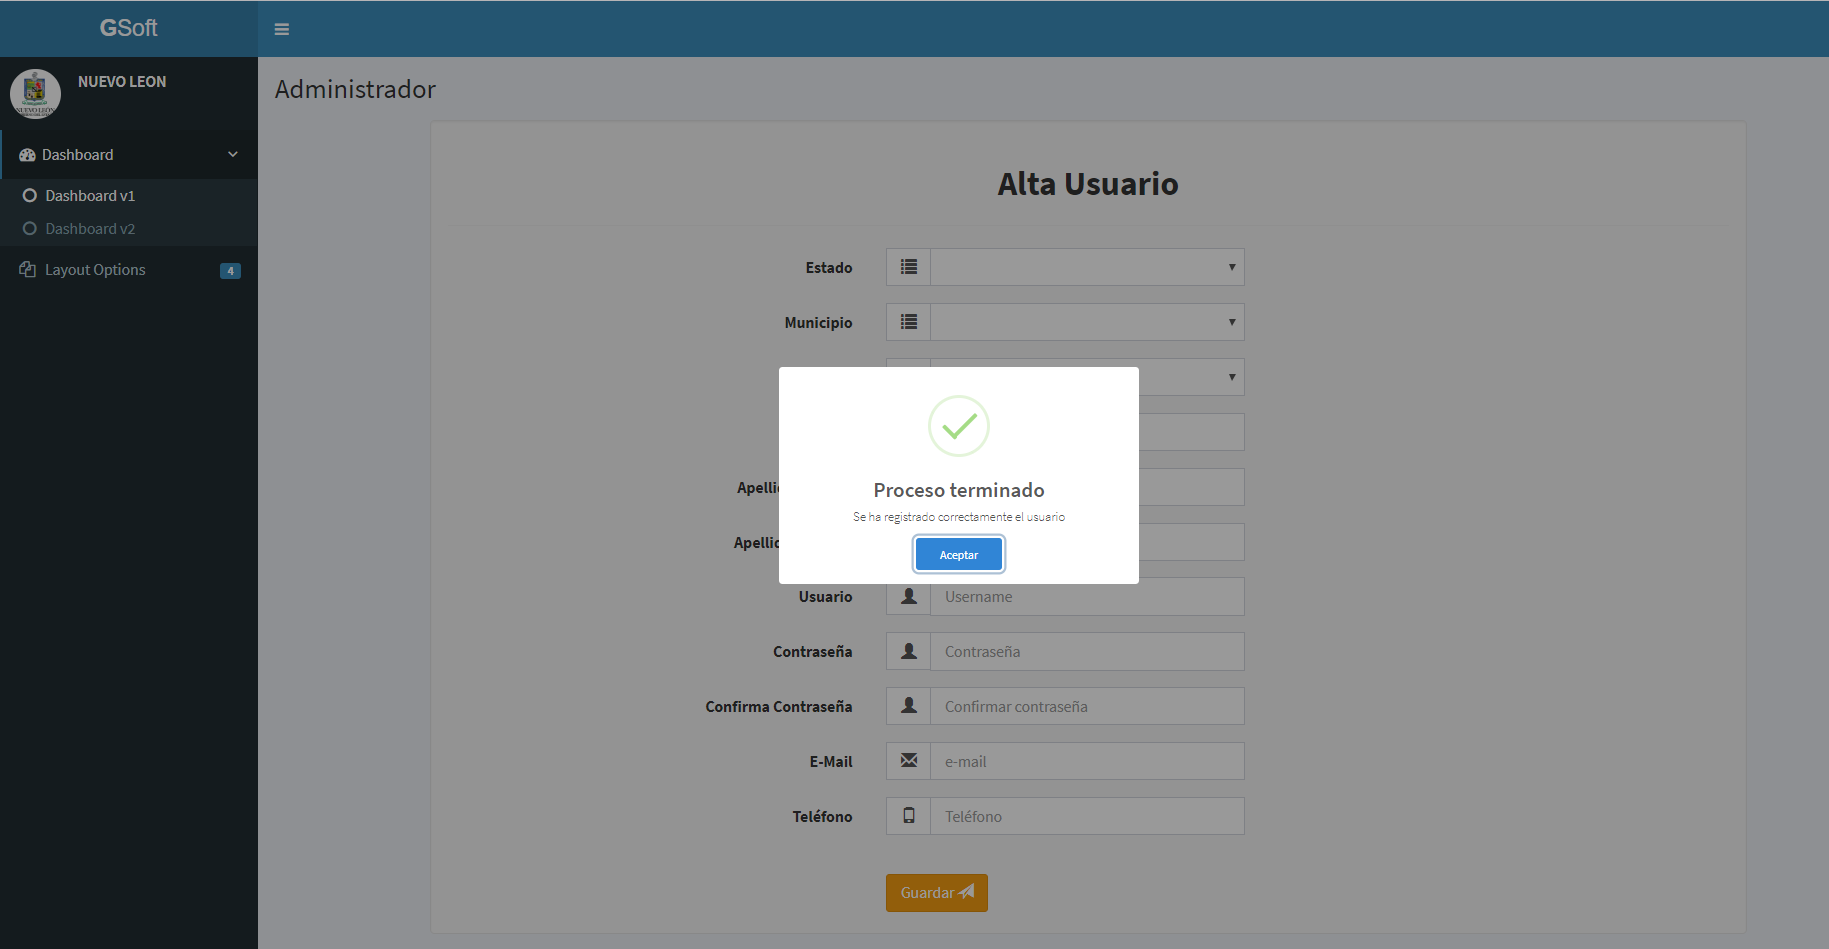 GSoft
NUEVO LEON
NUEVO LEÓN
Dashboard
Dashboard v1
Dashboard v2
Layout Options 4
Administrador
Alta Usuario
Estado
Municipio
Proceso terminado
Se ha registrado correctamente el usuario
Aceptar
Usuario Username
Contraseña Contraseña
Confirma Contraseña Confirmar contraseña
E-Mail e-mail
Teléfono Teléfono
Guardar